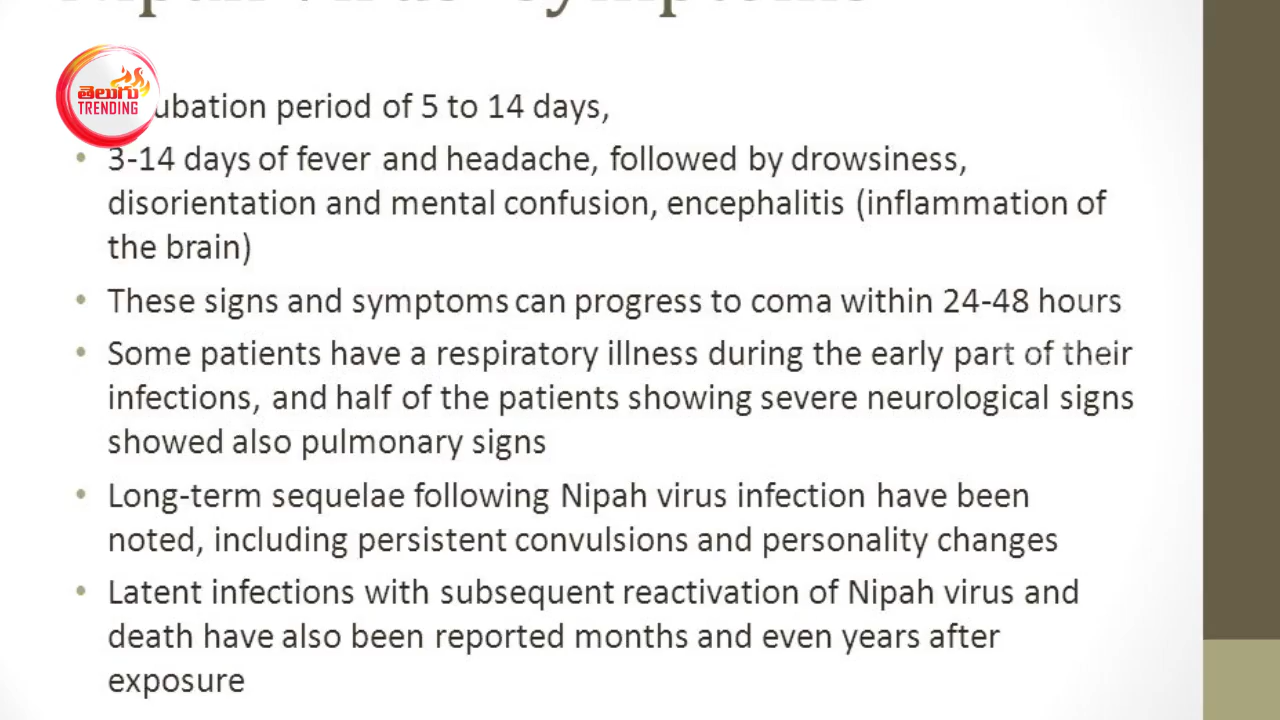 Nipah Virus- Symptoms
తెలుగు
TRENDING
ubation period of 5 to 14 days,
• 3-14 days of fever and headache, followed by drowsiness,
disorientation and mental confusion, encephalitis (inflammation of
the brain)
• These signs and symptoms can progress to coma within 24-48 hours
• Some patients have a respiratory illness during the early part of their
infections, and half of the patients showing severe neurological signs
showed also pulmonary signs
• Long-term sequelae following Nipah virus infection have been
noted, including persistent convulsions and personality changes
• Latent infections with subsequent reactivation of Nipah virus and
death have also been reported months and even years after
exposure